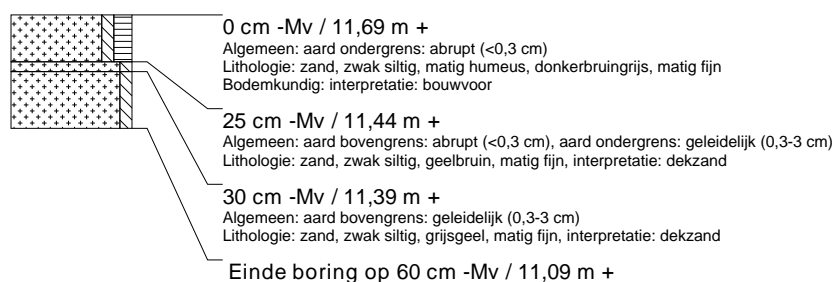 0 cm -Mv / 11,69 m +
Algemeen: aard ondergrens: abrupt (<0,3 cm)
Lithologie: zand, zwak siltig, matig humeus, donkerbruingrijs, matig fijn
Bodemkundig: interpretatie: bouwvoor
25 cm -Mv / 11,44 m +
Algemeen: aard bovengrens: abrupt (<0,3 cm), aard ondergrens: geleidelijk (0,3-3 cm)
Lithologie: zand, zwak siltig, geelbruin, matig fijn, interpretatie: dekzand
30 cm -Mv / 11,39 m +
Algemeen: aard bovengrens: geleidelijk (0,3-3 cm)
Lithologie: zand, zwak siltig, grijsgeel, matig fijn, interpretatie: dekzand
Einde boring op 60 cm -Mv / 11,09 m +